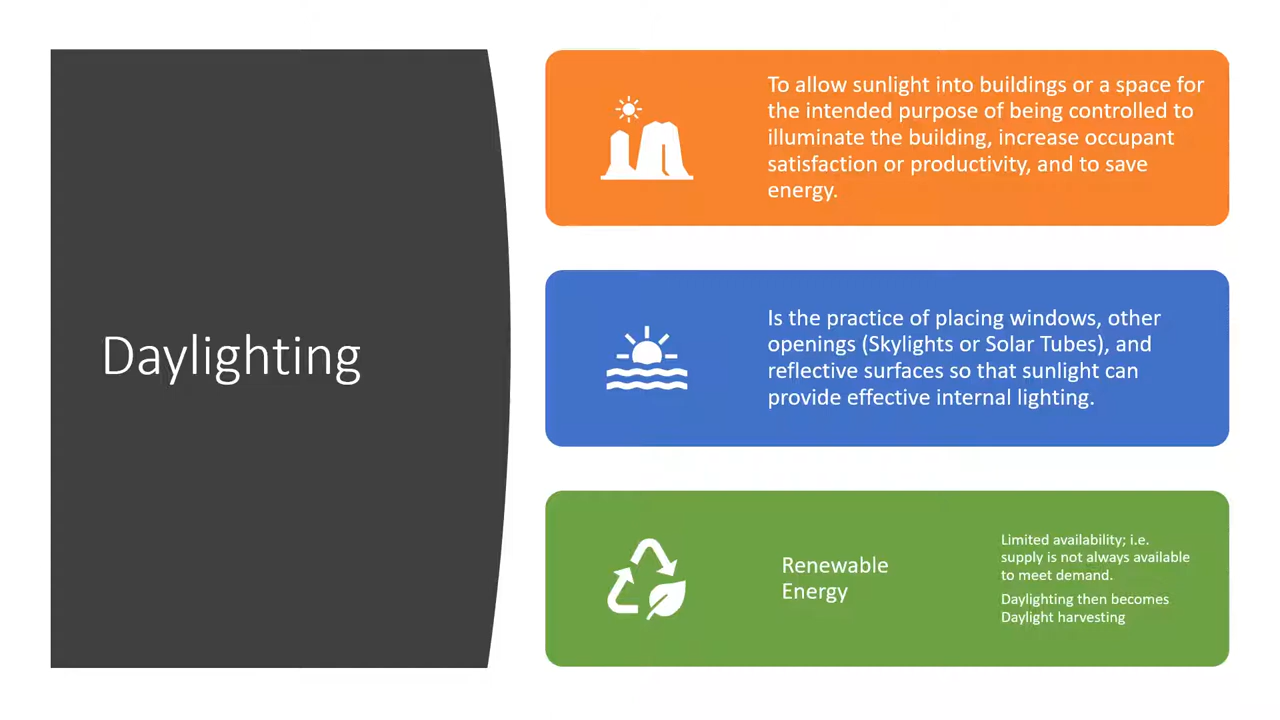 Daylighting
To allow sunlight into buildings or a space for
the intended purpose of being controlled to
illuminate the building, increase occupant
satisfaction or productivity, and to save
energy.
Is the practice of placing windows, other
openings (Skylights or Solar Tubes), and
reflective surfaces so that sunlight can
provide effective internal lighting.
Renewable
Energy
Limited availability; i.e.
supply is not always available
to meet demand.
Daylighting then becomes
Daylight harvesting